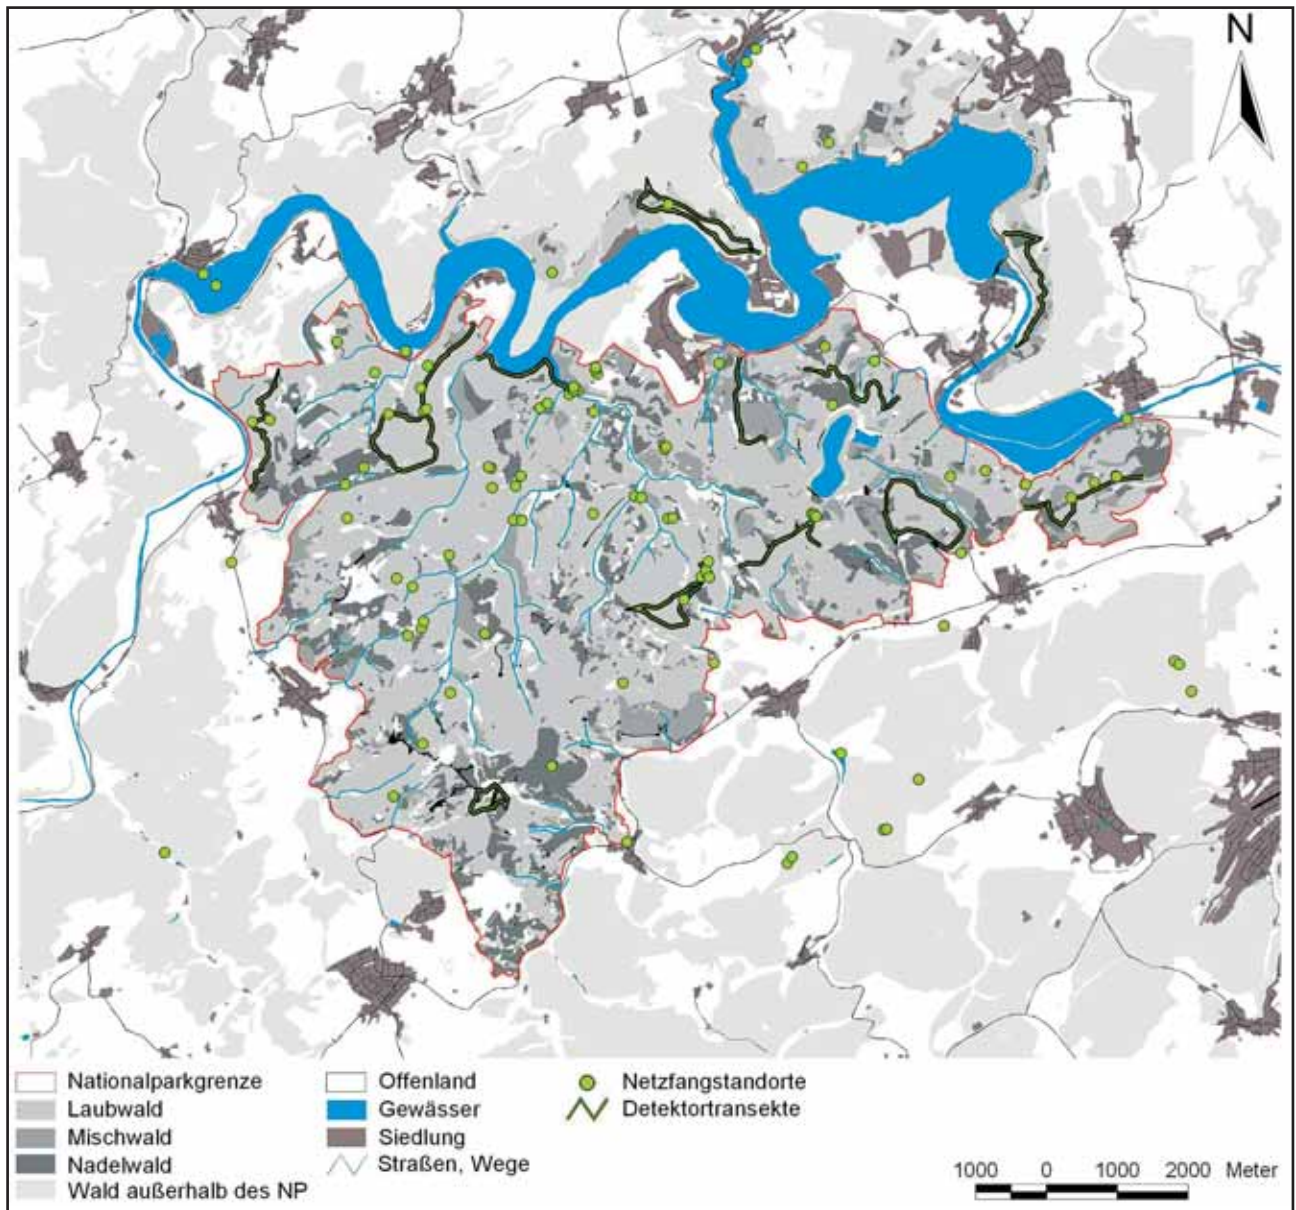 N
Nationalparkgrenze
Laubwald
Mischwald
Nadelwald
Wald außerhalb des NP
Offenland
Gewässer
Siedlung
Straßen, Wege
Netzfangstandorte
Detektortransekte
1000 0 1000 2000 Meter